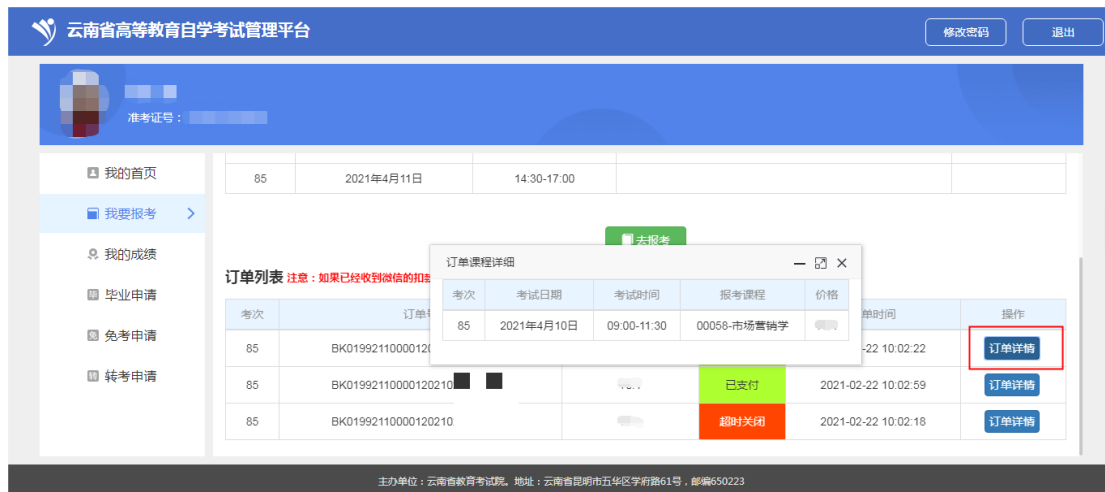 云南省高等教育自学考试管理平台
修改密码
退出
准考证号：
我的首页
我要报考
我的成绩
毕业申请
免考申请
转考申请
85 2021年4月11日 14:30-17:00
去报考
订单列表 注意：如果已经收到微信的扣
考次 订单 单时间 操作
85 BK0199211000012 -22 10:02:22 订单详情
85 BK01992110000120210 已支付 2021-02-22 10:02:59 订单详情
85 BK01992110000120210 超时关闭 2021-02-22 10:02:18 订单详情
订单课程详细
考次 考试日期 考试时间 报考课程 价格
85 2021年4月10日 09:00-11:30 00058-市场营销学
主办单位：云南省教育考试院。地址：云南省昆明市五华区学府路61号，邮编650223